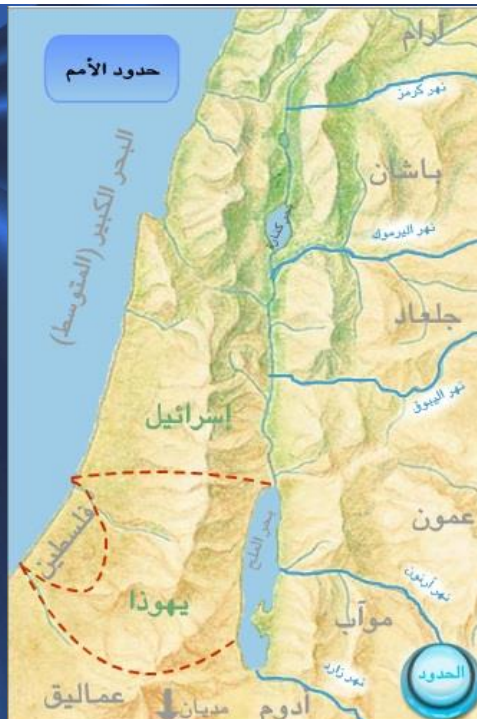 آرام
حدود الأمم
نهر كرمز
البحر الكبير (المتوسط)
باشان
بحر كنارة
نهر اليرموك
جلعاد
نهر اليبوق
إسرائيل
فلسطين
بحر الملح
عمون
نهر أرنون
يهوذا
موآب
نهر زارد
الحدود
عماليق
مديان
أدوم